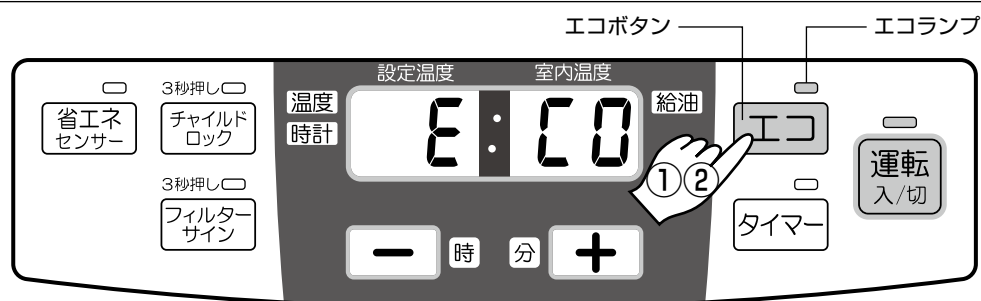 エコボタン
エコランプ
設定温度 室内温度
3秒押し
省エネ
センサー
チャイルド
ロック
温度
時計
E:CO
給油
エコ
①②
運転
入/切
3秒押し
フィルター
サイン
− 時 分 +
タイマー